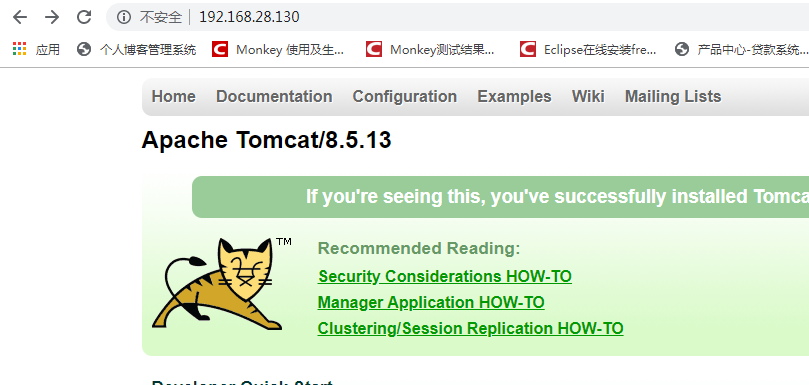 不安全 192.168.28.130
应用 个人博客管理系统 Monkey 使用及生... Monkey测试结果... Eclipse在线安装fre... 产品中心-贷款系统...
Home Documentation Configuration Examples Wiki Mailing Lists
Apache Tomcat/8.5.13
If you're seeing this, you've successfully installed Tomca
TM
Recommended Reading:
Security Considerations HOW-TO
Manager Application HOW-TO
Clustering/Session Replication HOW-TO
Developer Quick Start